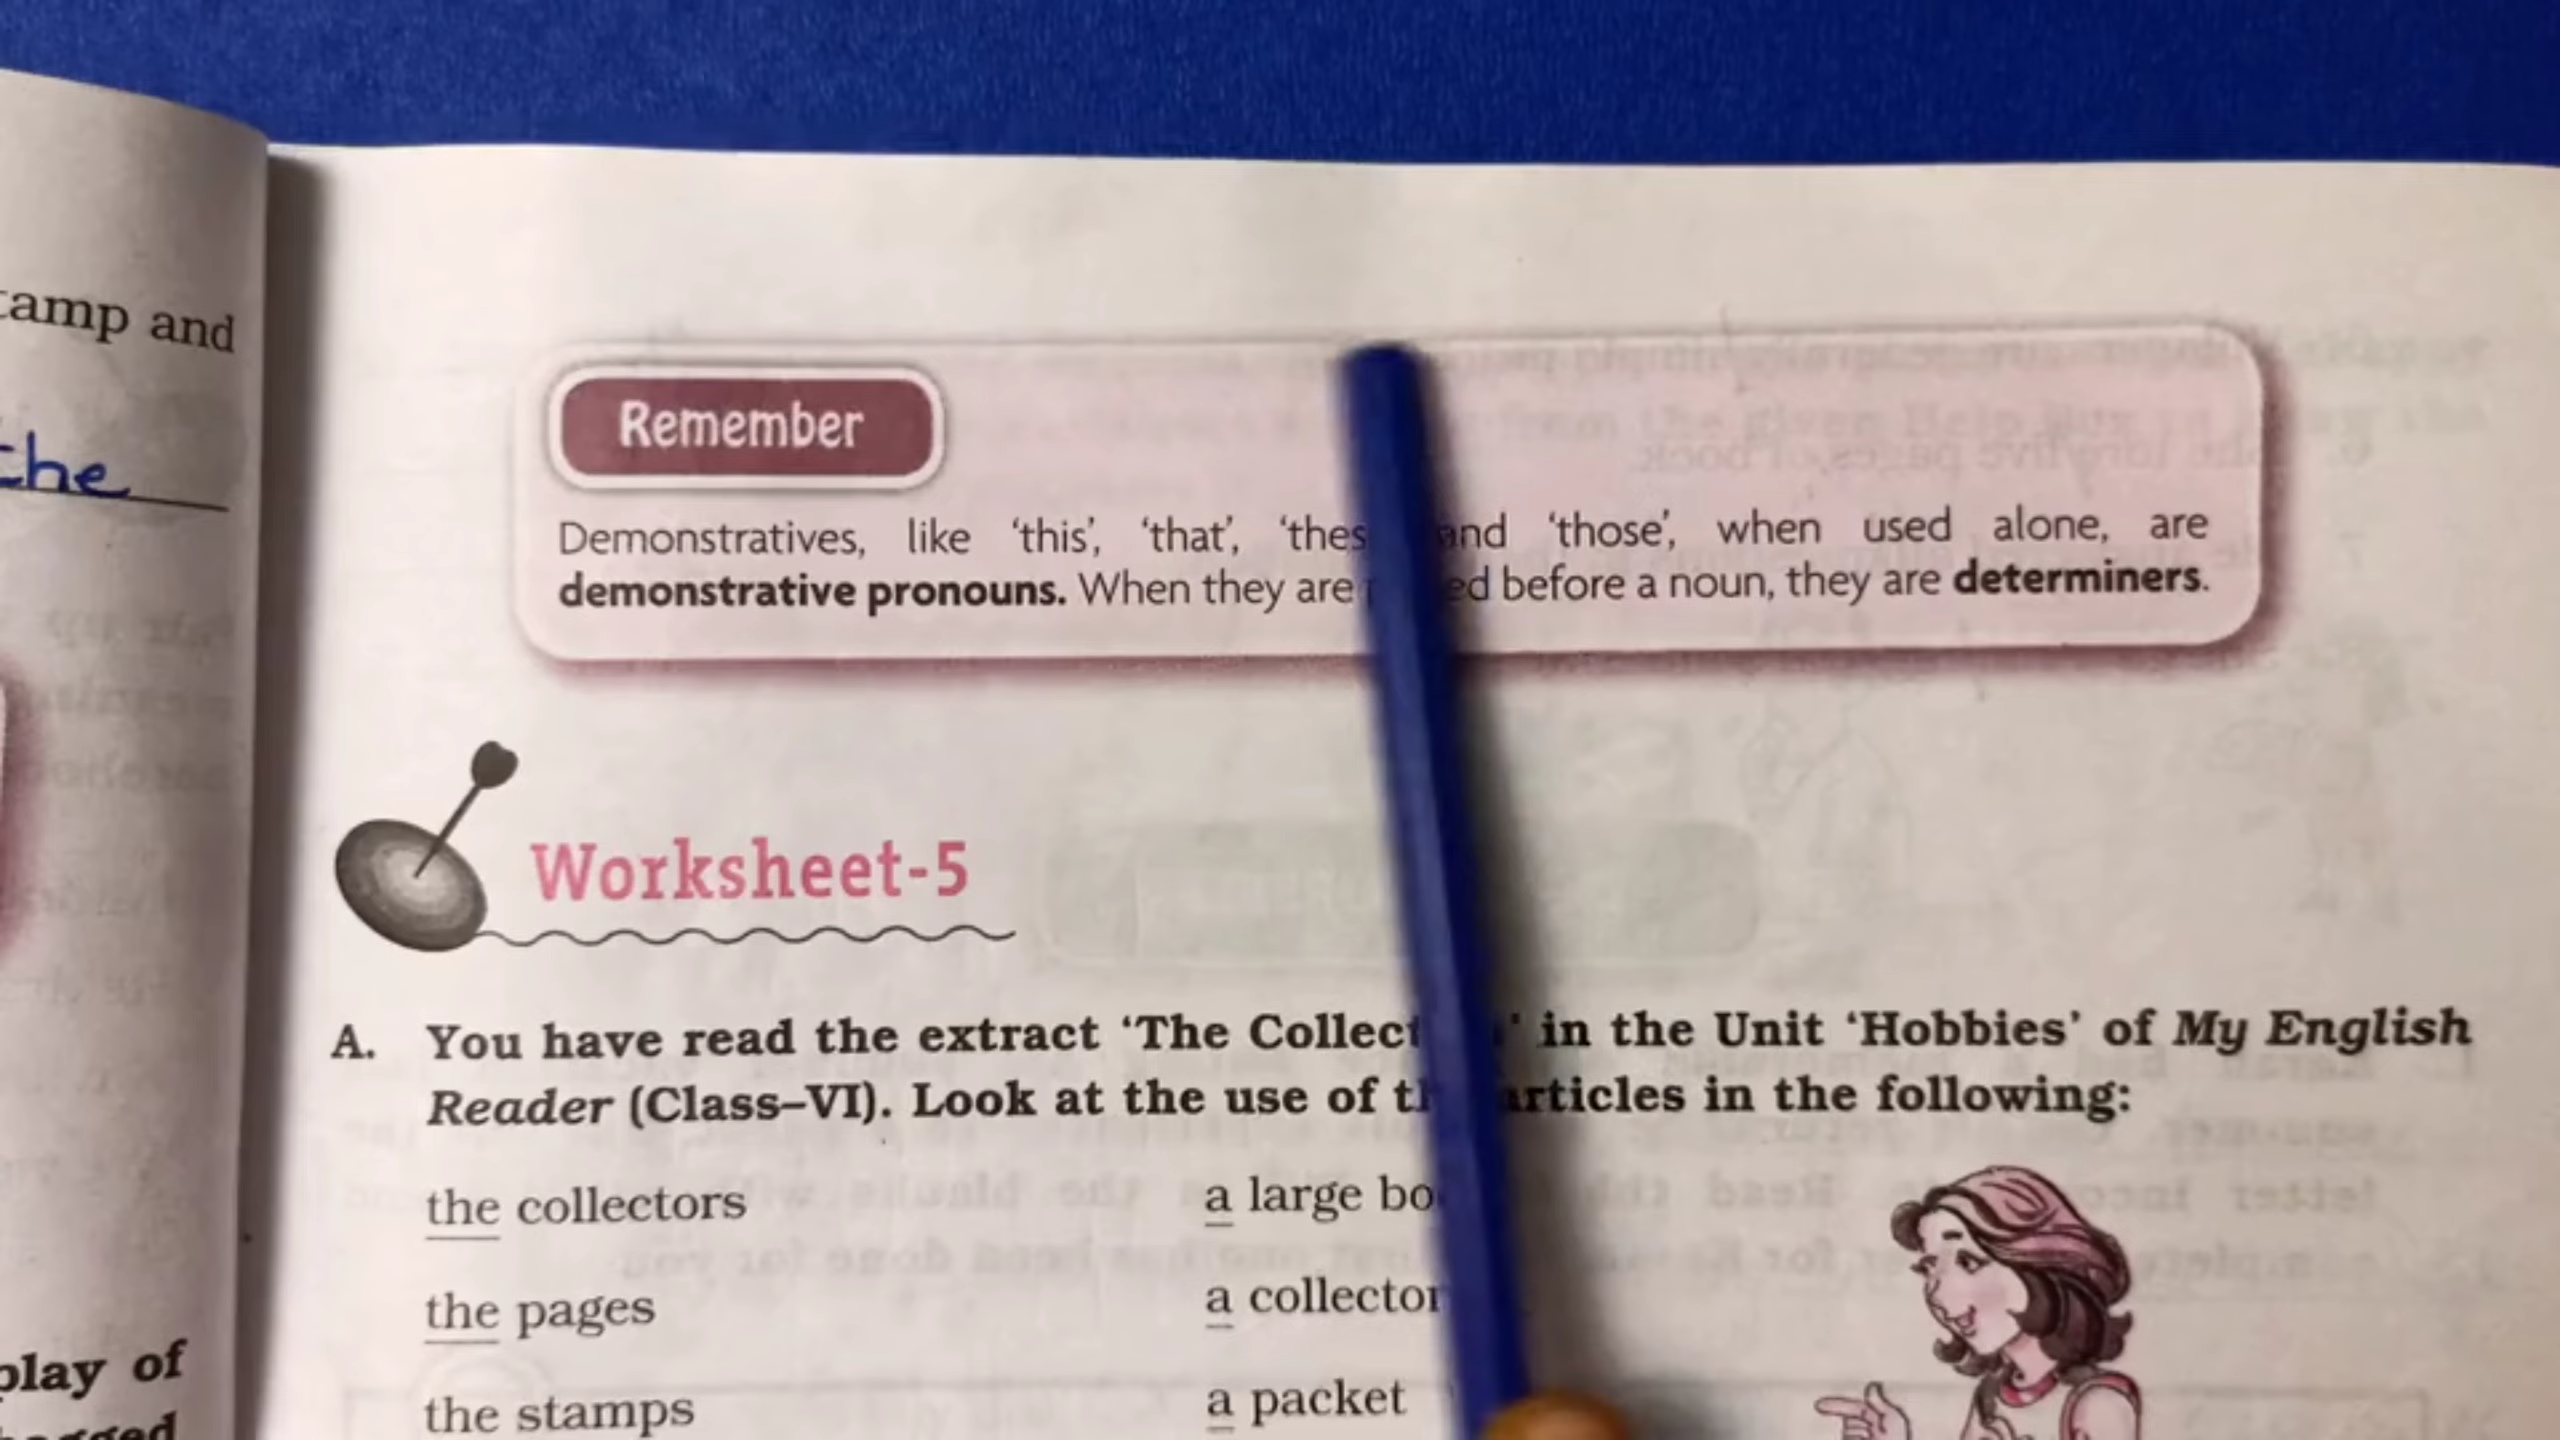 tamp and
the
play of
Remember
Demonstratives, like ‘this’, ‘that’, ‘thes and ‘those’, when used alone, are
demonstrative pronouns. When they are ed before a noun, they are determiners.
Worksheet-5
A. You have read the extract ‘The Collect ’ in the Unit ‘Hobbies’ of My English
Reader (Class–VI). Look at the use of th articles in the following:
the collectors a large bo
the pages a collector
the stamps a packet